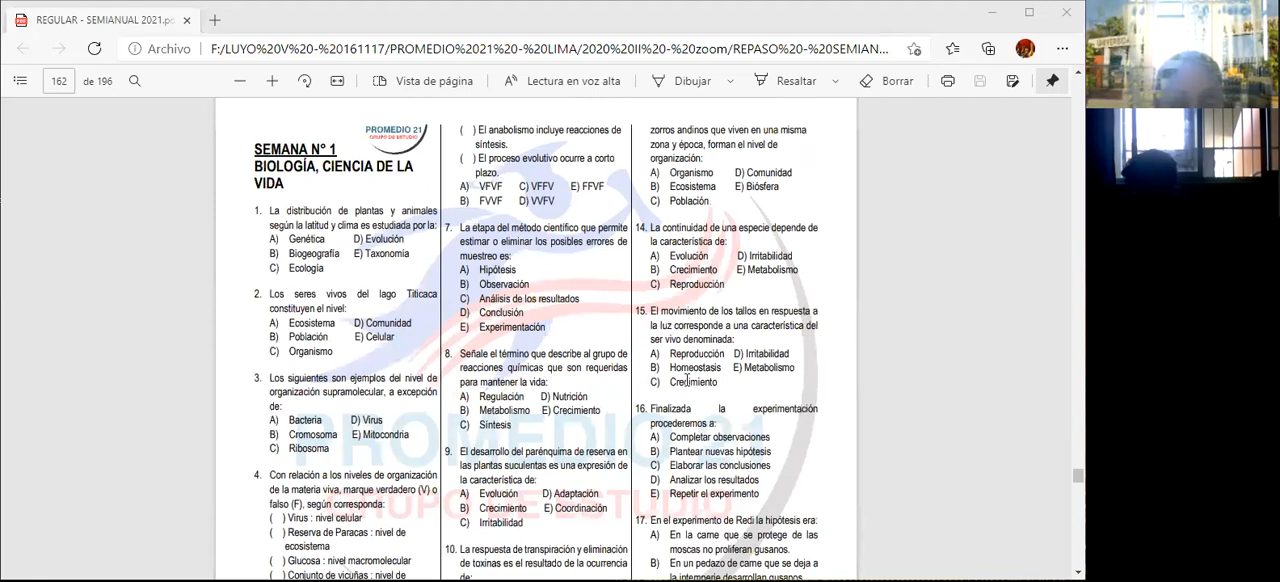 REGULAR - SEMIANUAL 2021.p
Archivo
F:/LUYO%20V%20-%20161117/PROMEDIO%2021%20-%20LIMA/2020%20II%20-%20zoom/REPASO%20-%20SEMIAN...
162 de 196
Vista de página
Lectura en voz alta
Dibujar
Resaltar
Borrar
PROMEDIO 21
GRUPO DE ESTUDIO
SEMANA N° 1
BIOLOGÍA, CIENCIA DE LA
VIDA
1. La distribución de plantas y animales
según la latitud y clima es estudiada por la:
A) Genética D) Evolución
B) Biogeografía E) Taxonomía
C) Ecología
2. Los seres vivos del lago Titicaca
constituyen el nivel:
A) Ecosistema D) Comunidad
B) Población E) Celular
C) Organismo
3. Los siguientes son ejemplos del nivel de
organización supramolecular, a excepción
de:
A) Bacteria D) Virus
B) Cromosoma E) Mitocondria
C) Ribosoma
4. Con relación a los niveles de organización
de la materia viva, marque verdadero (V) o
falso (F), según corresponda:
( ) Virus : nivel celular
( ) Reserva de Paracas : nivel de
ecosistema
( ) Glucosa : nivel macromolecular
( ) Conjunto de vicuñas : nivel de
( ) El anabolismo incluye reacciones de
síntesis.
( ) El proceso evolutivo ocurre a corto
plazo.
A) VFVF C) VFFV E) FFVF
B) FVVF D) VVFV
7. La etapa del método científico que permite
estimar o eliminar los posibles errores de
muestreo es:
A) Hipótesis
B) Observación
C) Análisis de los resultados
D) Conclusión
E) Experimentación
8. Señale el término que describe al grupo de
reacciones químicas que son requeridas
para mantener la vida:
A) Regulación D) Nutrición
B) Metabolismo E) Crecimiento
C) Síntesis
9. El desarrollo del parénquima de reserva en
las plantas suculentas es una expresión de
la característica de:
A) Evolución D) Adaptación
B) Crecimiento E) Coordinación
C) Irritabilidad
10. La respuesta de transpiración y eliminación
de toxinas es el resultado de la ocurrencia
de:
zorros andinos que viven en una misma
zona y época, forman el nivel de
organización:
A) Organismo D) Comunidad
B) Ecosistema E) Biósfera
C) Población
14. La continuidad de una especie depende de
la característica de:
A) Evolución D) Irritabilidad
B) Crecimiento E) Metabolismo
C) Reproducción
15. El movimiento de los tallos en respuesta a
la luz corresponde a una característica del
ser vivo denominada:
A) Reproducción D) Irritabilidad
B) Homeostasis E) Metabolismo
C) Crecimiento
16. Finalizada la experimentación
procederemos a:
A) Completar observaciones
B) Plantear nuevas hipótesis
C) Elaborar las conclusiones
D) Analizar los resultados
E) Repetir el experimento
17. En el experimento de Redi la hipótesis era:
A) En la carne que se protege de las
moscas no proliferan gusanos.
B) En un pedazo de carne que se deja a
la intemperie desarrollan gusanos
PROMEDIO 21
GRUPO DE ESTUDIO